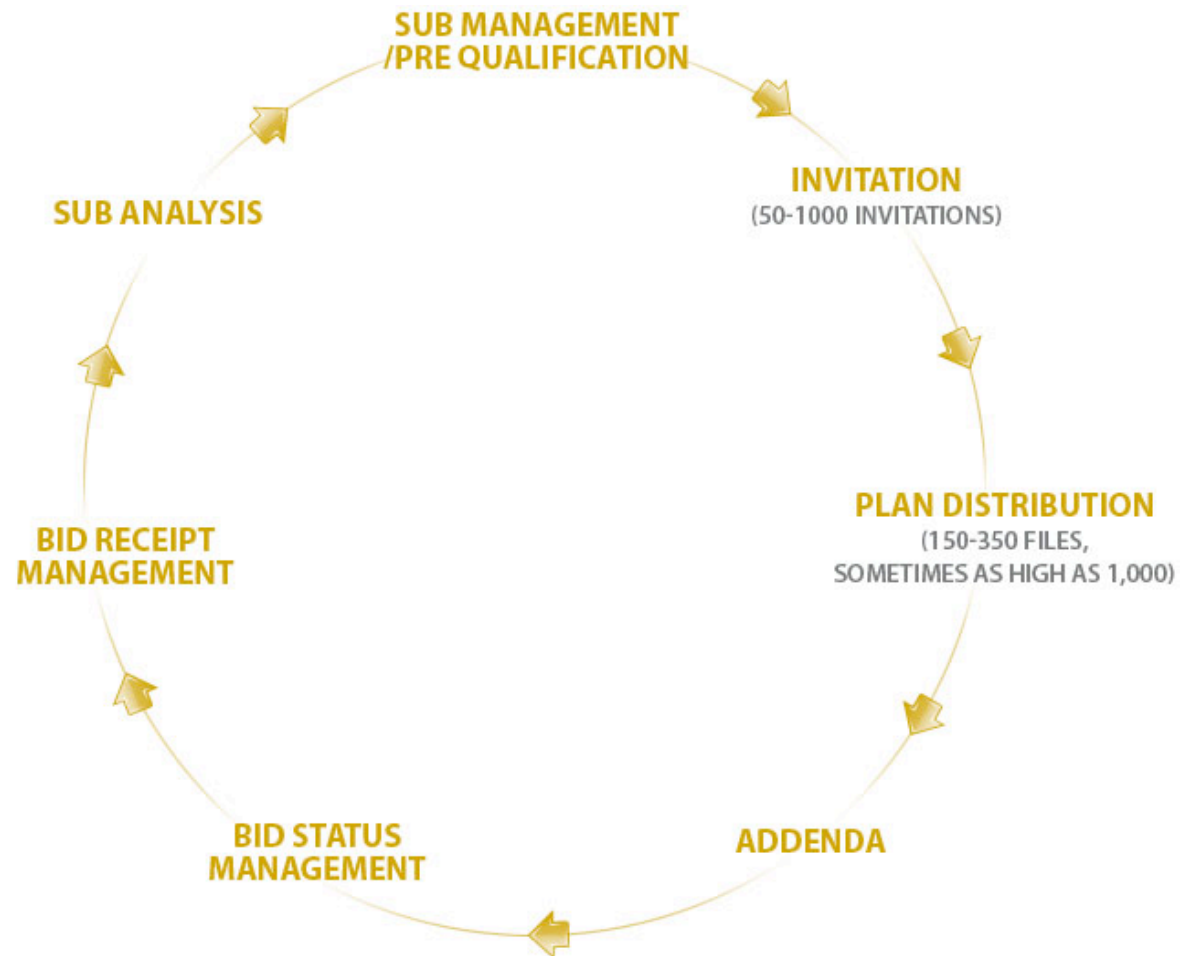 SUB MANAGEMENT
/PRE QUALIFICATION
INVITATION
(50-1000 INVITATIONS)
PLAN DISTRIBUTION
(150-350 FILES,
SOMETIMES AS HIGH AS 1,000)
ADDENDA
BID STATUS
MANAGEMENT
BID RECEIPT
MANAGEMENT
SUB ANALYSIS